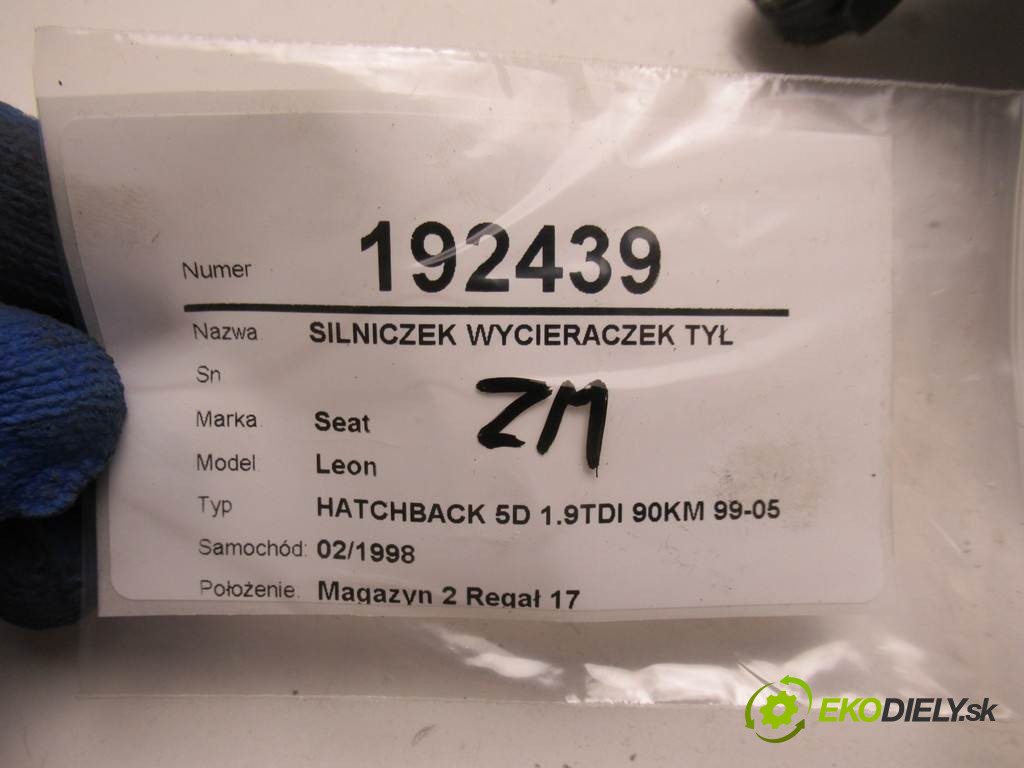 Numer 192439
Nazwa. SILNICZEK WYCIERACZEK TYŁ
Sn
ZM
Marka. Seat
Model Leon
Typ HATCHBACK 5D 1.9TDI 90KM 99-05
Samochód: 02/1998
Położenie. Magazyn 2 Regał 17
EKODIELY.sk